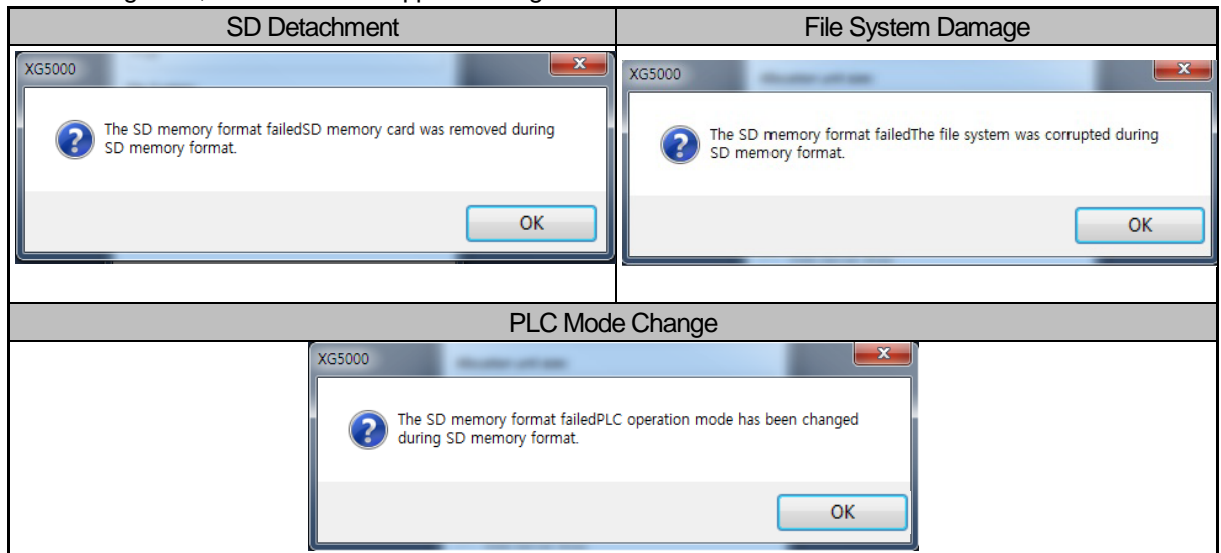 SD Detachment
File System Damage
XG5000
The SD memory format failedSD memory card was removed during
SD memory format.
OK
XG5000
The SD memory format failedThe file system was corrupted during
SD memory format.
OK
PLC Mode Change
XG5000
The SD memory format failedPLC operation mode has been changed
during SD memory format.
OK